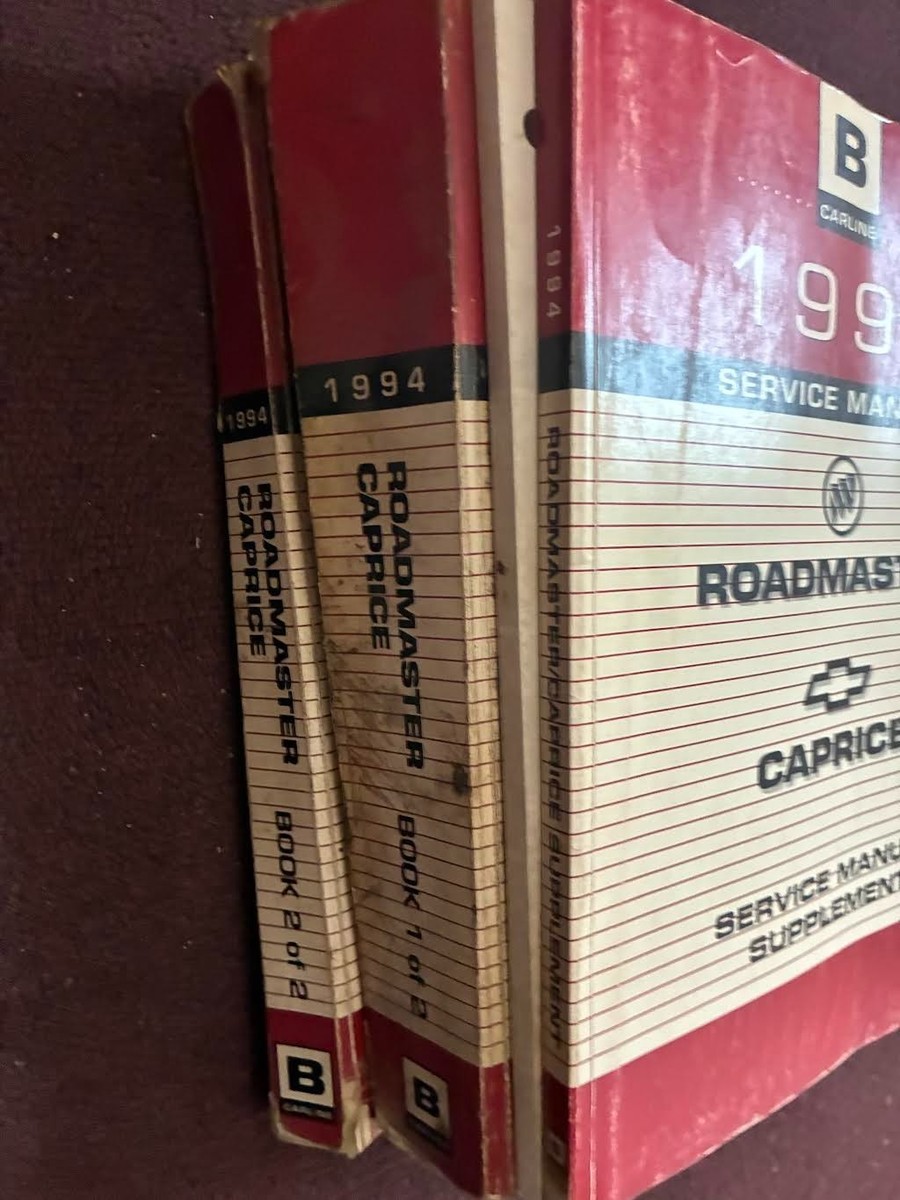 1994
ROADMASTER
CAPRICE
BOOK 2 of 2
B
CARLINE
1994
ROADMASTER
CAPRICE
BOOK 1 of 2
B
1994
ROADMASTER/CAPRICE SUPPLEMENT
B
CARLINE
199
SERVICE MAN
ROADMAST
CAPRICE
SERVICE MANU
SUPPLEMENT